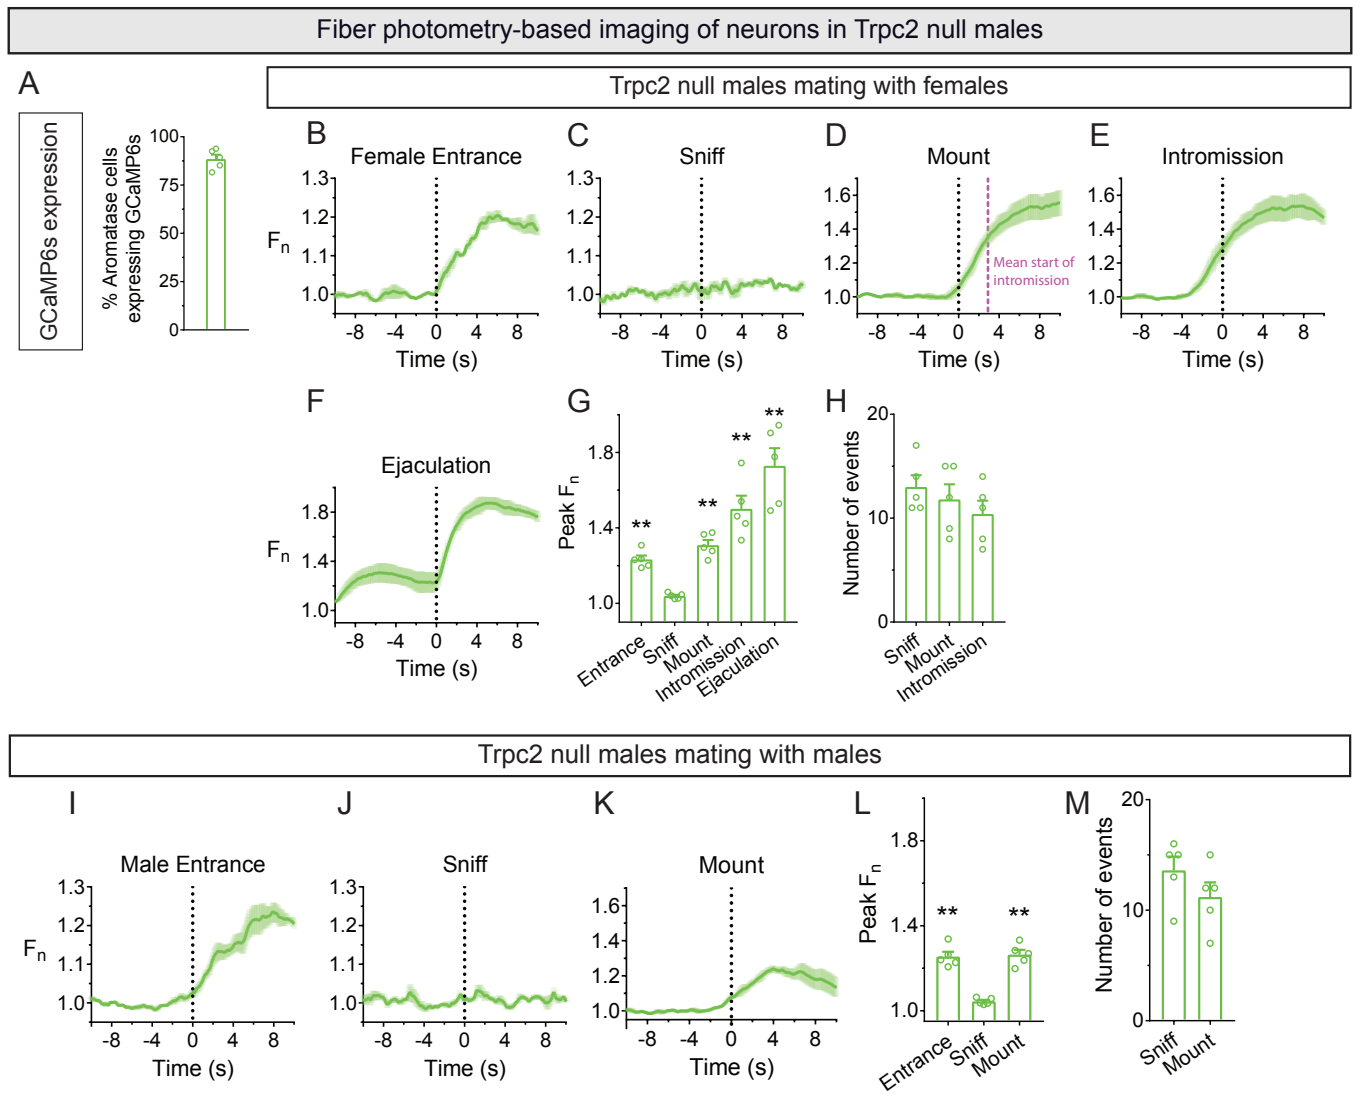 Fiber photometry-based imaging of neurons in Trpc2 null males
A
Trpc2 null males mating with females
GCaMP6s expression
% Aromatase cells
expressing GCaMP6s
100
75
50
25
0
B
Female Entrance
Fn
1.3
1.2
1.1
1.0
-8 -4 0 4 8
Time (s)
C
Sniff
1.3
1.2
1.1
1.0
-8 -4 0 4 8
Time (s)
D
Mount
1.6
1.4
1.2
1.0
Mean start of
intromission
-8 -4 0 4 8
Time (s)
E
Intromission
1.6
1.4
1.2
1.0
-8 -4 0 4 8
Time (s)
F
Ejaculation
Fn
1.8
1.4
1.0
-8 -4 0 4 8
Time (s)
G
Peak Fn
1.8
1.4
1.0
**
**
**
**
Entrance
Sniff
Mount
Intromission
Ejaculation
H
Number of events
20
10
0
Sniff
Mount
Intromission
Trpc2 null males mating with males
I
Male Entrance
Fn
1.3
1.2
1.1
1.0
-8 -4 0 4 8
Time (s)
J
Sniff
1.3
1.2
1.1
1.0
-8 -4 0 4 8
Time (s)
K
Mount
1.6
1.4
1.2
1.0
-8 -4 0 4 8
Time (s)
L
Peak Fn
1.8
1.4
1.0
**
**
Entrance
Sniff
Mount
M
Number of events
20
10
0
Sniff
Mount